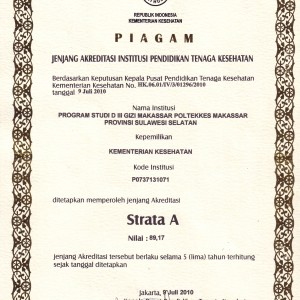 REPUBLIK INDONESIA
KEMENTERIAN KESEHATAN
PIAGAM
JENJANG AKREDITASI INSTITUSI PENDIDIKAN TENAGA KESEHATAN
Berdasarkan Keputusan Kepala Pusat Pendidikan Tenaga Kesehatan
Kementerian Kesehatan No. HK.06.01/IV/3/01296/2010
tanggal 9 Juli 2010
Nama Institusi
PROGRAM STUDI D III GIZI MAKASSAR POLTEKKES MAKASSAR
PROVINSI SULAWESI SELATAN
Kepemilikan
KEMENTERIAN KESEHATAN
Kode Institusi
P0737131071
ditetapkan memperoleh jenjang Akreditasi
Strata A
Nilai : 89,17
jenjang Akreditasi tersebut berlaku selama 5 (lima) tahun terhitung
sejak tanggal ditetapkan
Jakarta, 9 Juli 2010